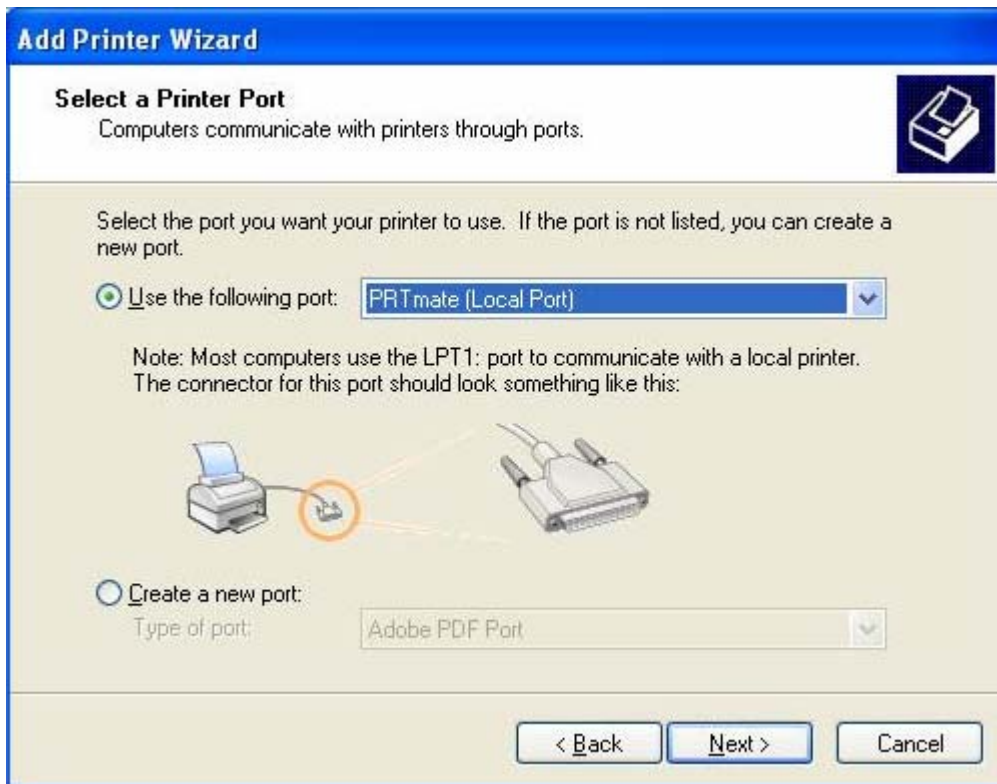 Add Printer Wizard
Select a Printer Port
Computers communicate with printers through ports.
Select the port you want your printer to use. If the port is not listed, you can create a
new port.
Use the following port: PRTmate (Local Port)
Note: Most computers use the LPT1: port to communicate with a local printer.
The connector for this port should look something like this:
Create a new port:
Type of port: Adobe PDF Port
< Back Next > Cancel